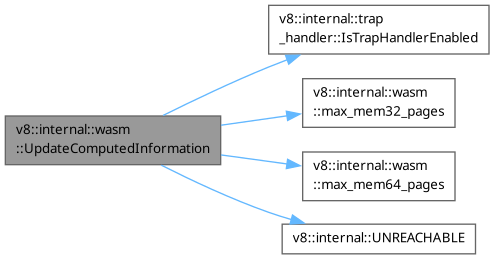 v8::internal::trap
_handler::IsTrapHandlerEnabled
v8::internal::wasm
::max_mem32_pages
v8::internal::wasm
::UpdateComputedInformation
v8::internal::wasm
::max_mem64_pages
v8::internal::UNREACHABLE